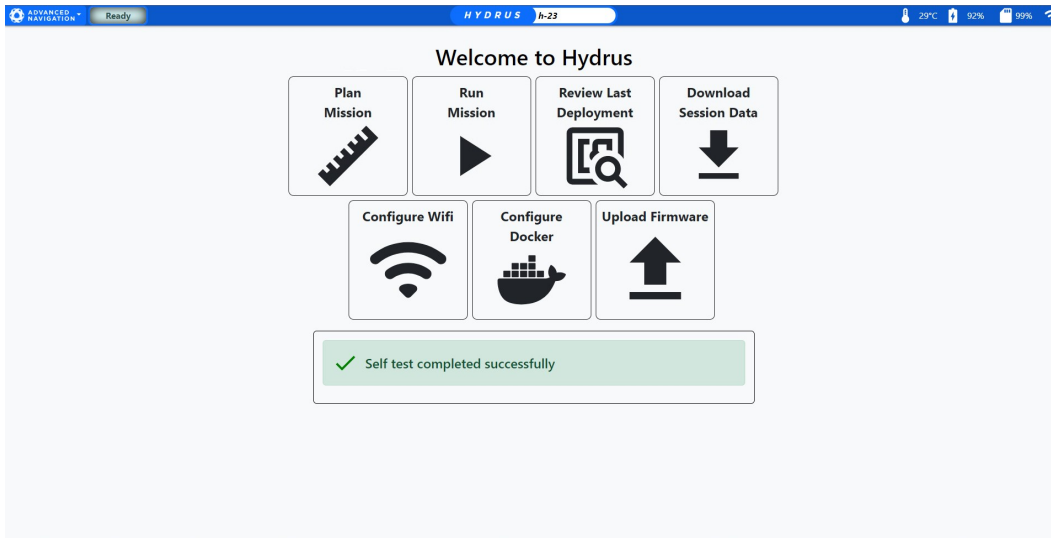 ADVANCED
NAVIGATION
Ready
HYDRUS
h-23
29°C
92%
99%
Welcome to Hydrus
Plan
Mission
Run
Mission
Review Last
Deployment
Download
Session Data
Configure Wifi
Configure
Docker
Upload Firmware
Self test completed successfully